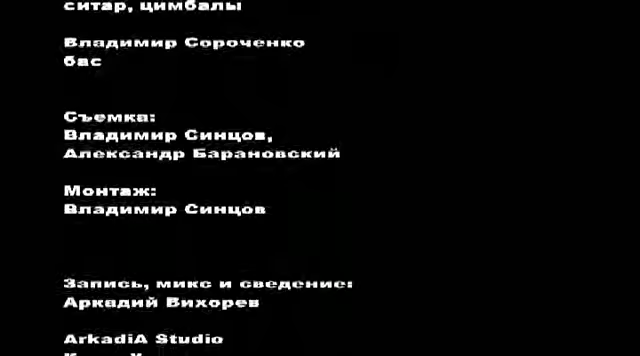 ситар, цимбалы
Владимир Сороченко
бас
Съемка:
Владимир Синцов,
Александр Барановский
Монтаж:
Владимир Синцов
Запись, микс и сведение:
Аркадий Вихорев
ArkadiA Studio